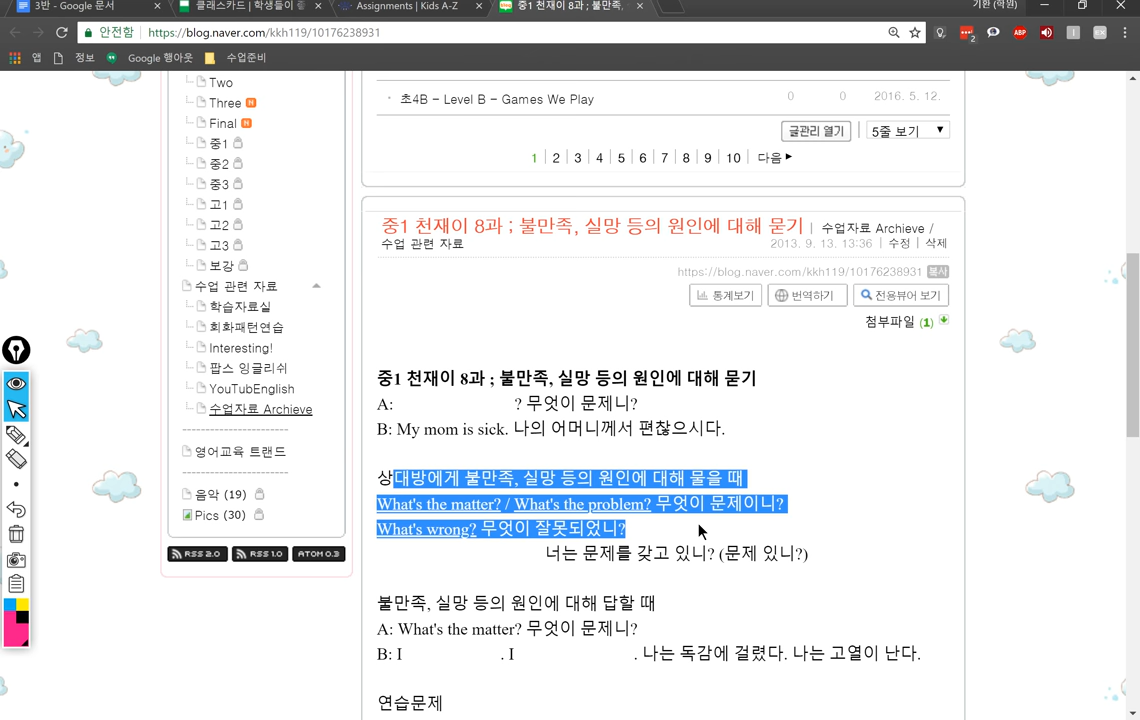 3반 - Google 문서
클래스카드 | 학생들이 좋
Assignments | Kids A-Z
중1 천재이 8과 ; 불만족,
기환 (학원)
안전함 https://blog.naver.com/kkh119/10176238931
앱 정보 Google 행아웃 수업준비
Two
Three N
Final N
중1
중2
중3
고1
고2
고3
보강
수업 관련 자료
학습자료실
회화패턴연습
Interesting!
팝스 잉글리쉬
YouTubEnglish
수업자료 Archieve
영어교육 트랜드
음악 (19)
Pics (30)
RSS 2.0 RSS 1.0 ATOM 0.3
· 초4B - Level B - Games We Play 0 0 2016. 5. 12.
글관리 열기 | 5줄 보기 ▼
1 | 2 | 3 | 4 | 5 | 6 | 7 | 8 | 9 | 10 | 다음 ▶
중1 천재이 8과 ; 불만족, 실망 등의 원인에 대해 묻기 | 수업자료 Archieve /
수업 관련 자료 2013. 9. 13. 13:36 | 수정 | 삭제
https://blog.naver.com/kkh119/10176238931 복사
통계보기 번역하기 전용뷰어 보기
첨부파일 (1)
중1 천재이 8과 ; 불만족, 실망 등의 원인에 대해 묻기
A: ? 무엇이 문제니?
B: My mom is sick. 나의 어머니께서 편찮으시다.
상대방에게 불만족, 실망 등의 원인에 대해 물을 때
What's the matter? / What's the problem? 무엇이 문제이니?
What's wrong? 무엇이 잘못되었니?
너는 문제를 갖고 있니? (문제 있니?)
불만족, 실망 등의 원인에 대해 답할 때
A: What's the matter? 무엇이 문제니?
B: I . I . 나는 독감에 걸렸다. 나는 고열이 난다.
연습문제